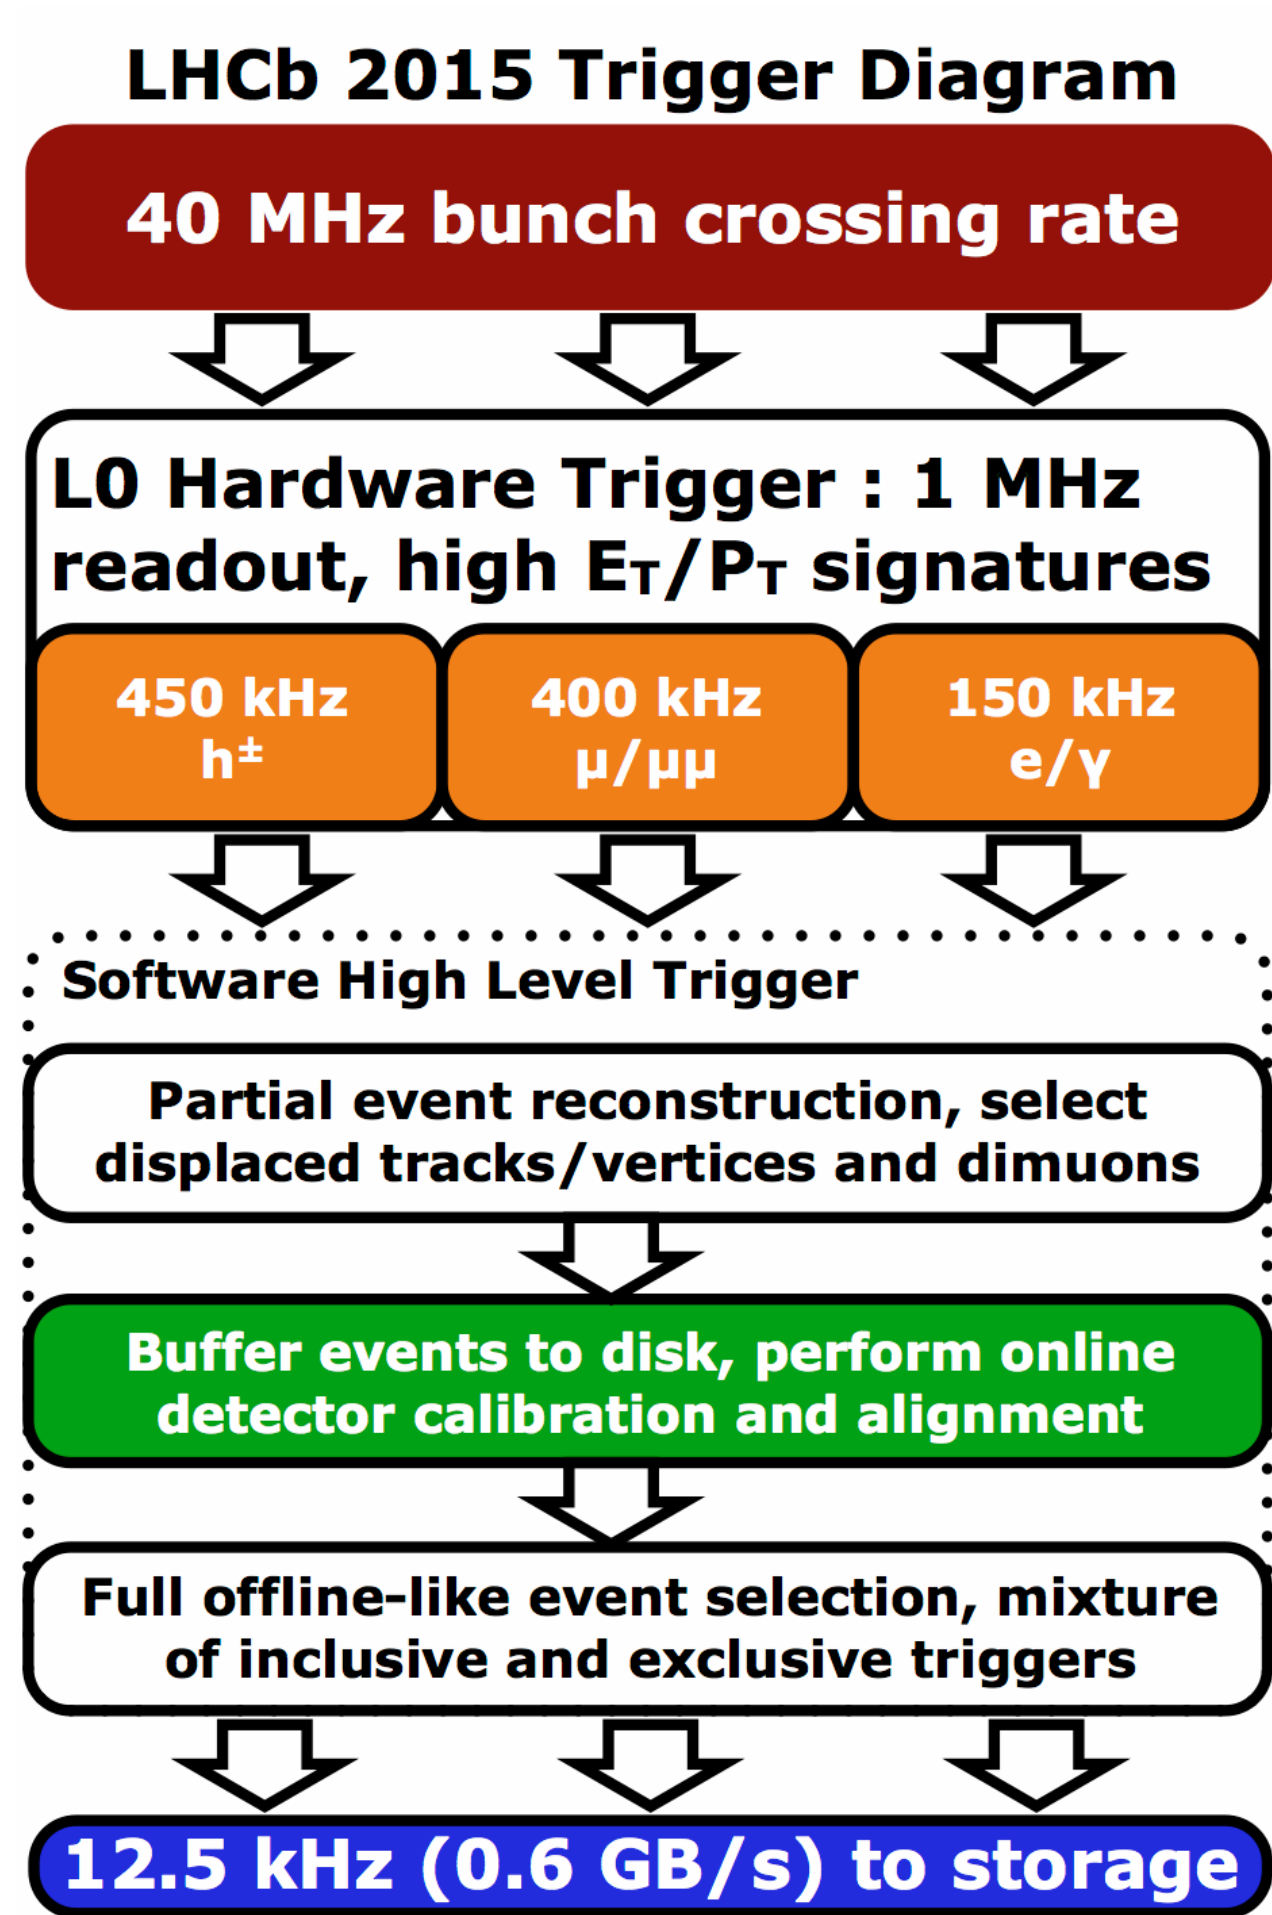 LHCb 2015 Trigger Diagram
40 MHz bunch crossing rate
L0 Hardware Trigger : 1 MHz
readout, high E_T/P_T signatures
450 kHz
h±
400 kHz
μ/μμ
150 kHz
e/γ
Software High Level Trigger
Partial event reconstruction, select
displaced tracks/vertices and dimuons
Buffer events to disk, perform online
detector calibration and alignment
Full offline-like event selection, mixture
of inclusive and exclusive triggers
12.5 kHz (0.6 GB/s) to storage